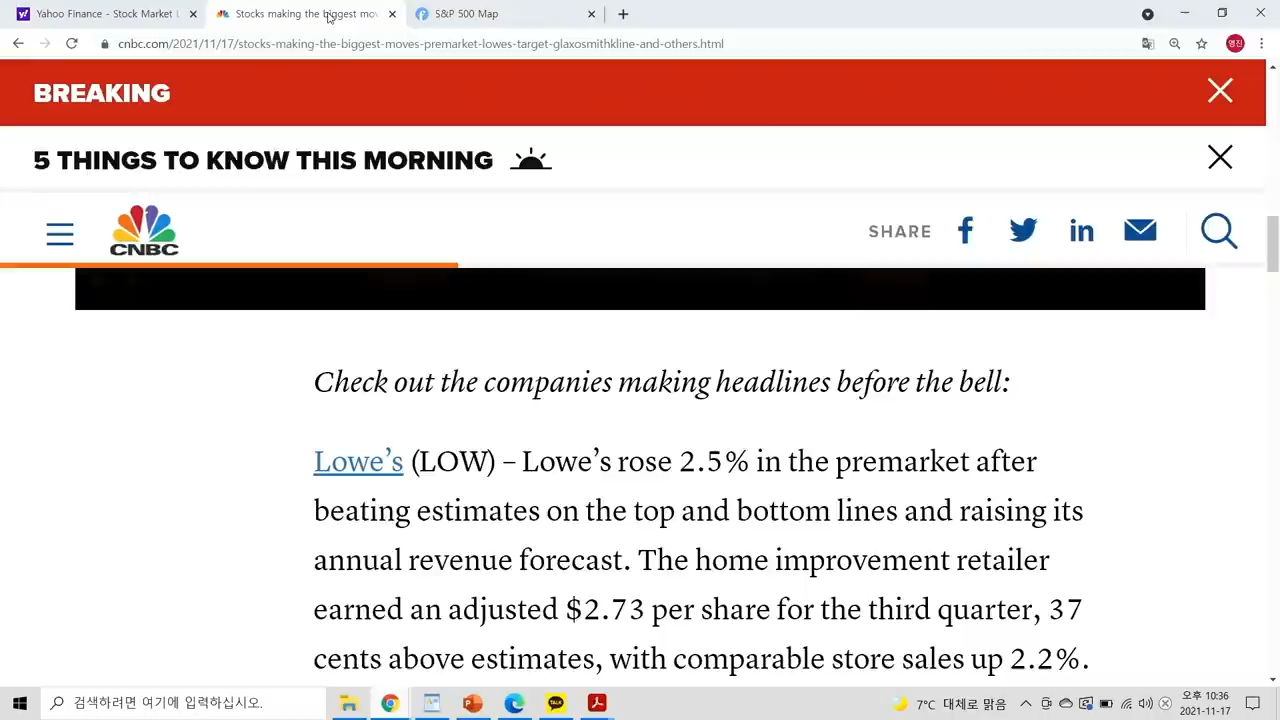 Yahoo Finance - Stock Market L
Stocks making the biggest mov
S&P 500 Map
cnbc.com/2021/11/17/stocks-making-the-biggest-moves-premarket-lowes-target-glaxosmithkline-and-others.html
영진
BREAKING
5 THINGS TO KNOW THIS MORNING
CNBC
SHARE
Check out the companies making headlines before the bell:
Lowe’s (LOW) – Lowe’s rose 2.5% in the premarket after
beating estimates on the top and bottom lines and raising its
annual revenue forecast. The home improvement retailer
earned an adjusted $2.73 per share for the third quarter, 37
cents above estimates, with comparable store sales up 2.2%.
검색하려면 여기에 입력하십시오.
TALK
7°C 대체로 맑음
오후 10:36
2021-11-17